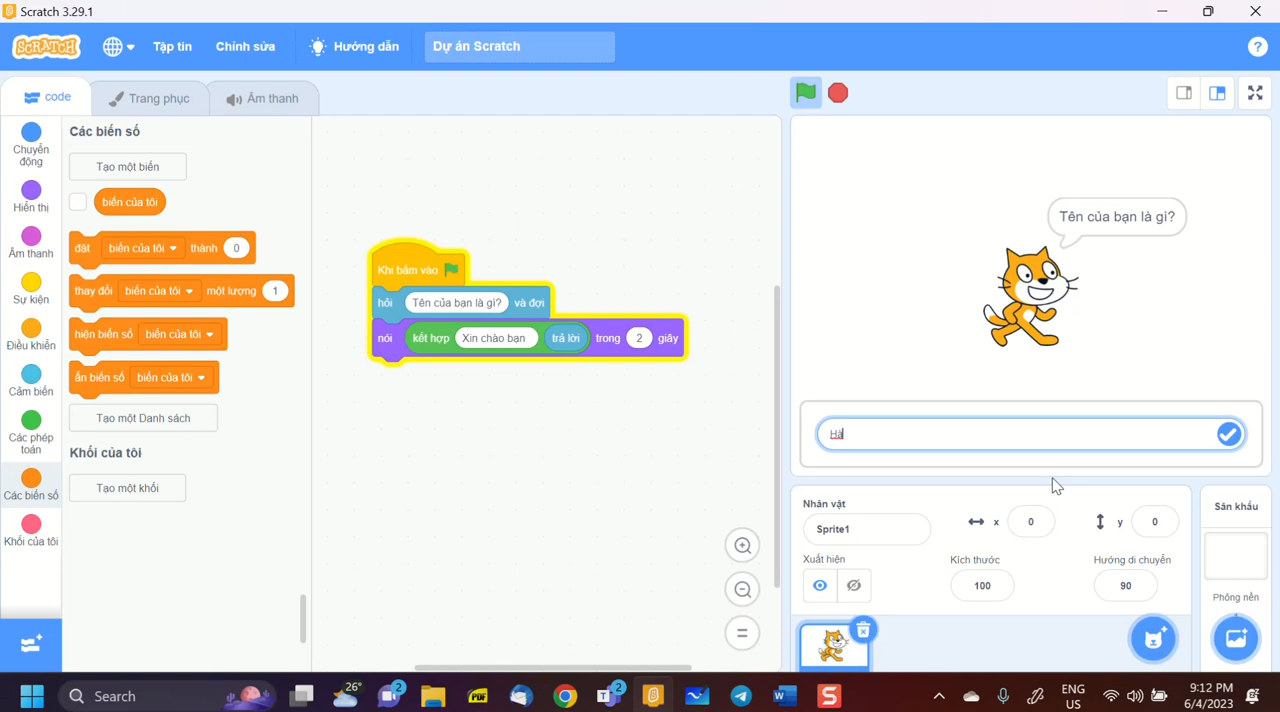 Scratch 3.29.1
SCRATCH
Tập tin
Chính sửa
Hướng dẫn
Dự án Scratch
?
code
Trang phục
Âm thanh
Chuyển động
Hiển thị
Âm thanh
Sự kiện
Điều khiển
Cảm biến
Các phép toán
Các biến số
Khối của tôi
Các biến số
Tạo một biến
biến của tôi
đặt biến của tôi thành 0
thay đổi biến của tôi một lượng 1
hiện biến số biến của tôi
ẩn biến số biến của tôi
Tạo một Danh sách
Khối của tôi
Tạo một khối
Khi bấm vào
hỏi Tên của bạn là gì? và đợi
nói kết hợp Xin chào bạn trả lời trong 2 giây
Tên của bạn là gì?
Hà
Nhân vật
Sprite1
x 0
y 0
Xuất hiện
Kích thước
100
Hướng di chuyển
90
Sân khấu
Phông nền
Search
26°
2
PDF
T
2
W
S
ENG
US
9:12 PM
6/4/2023